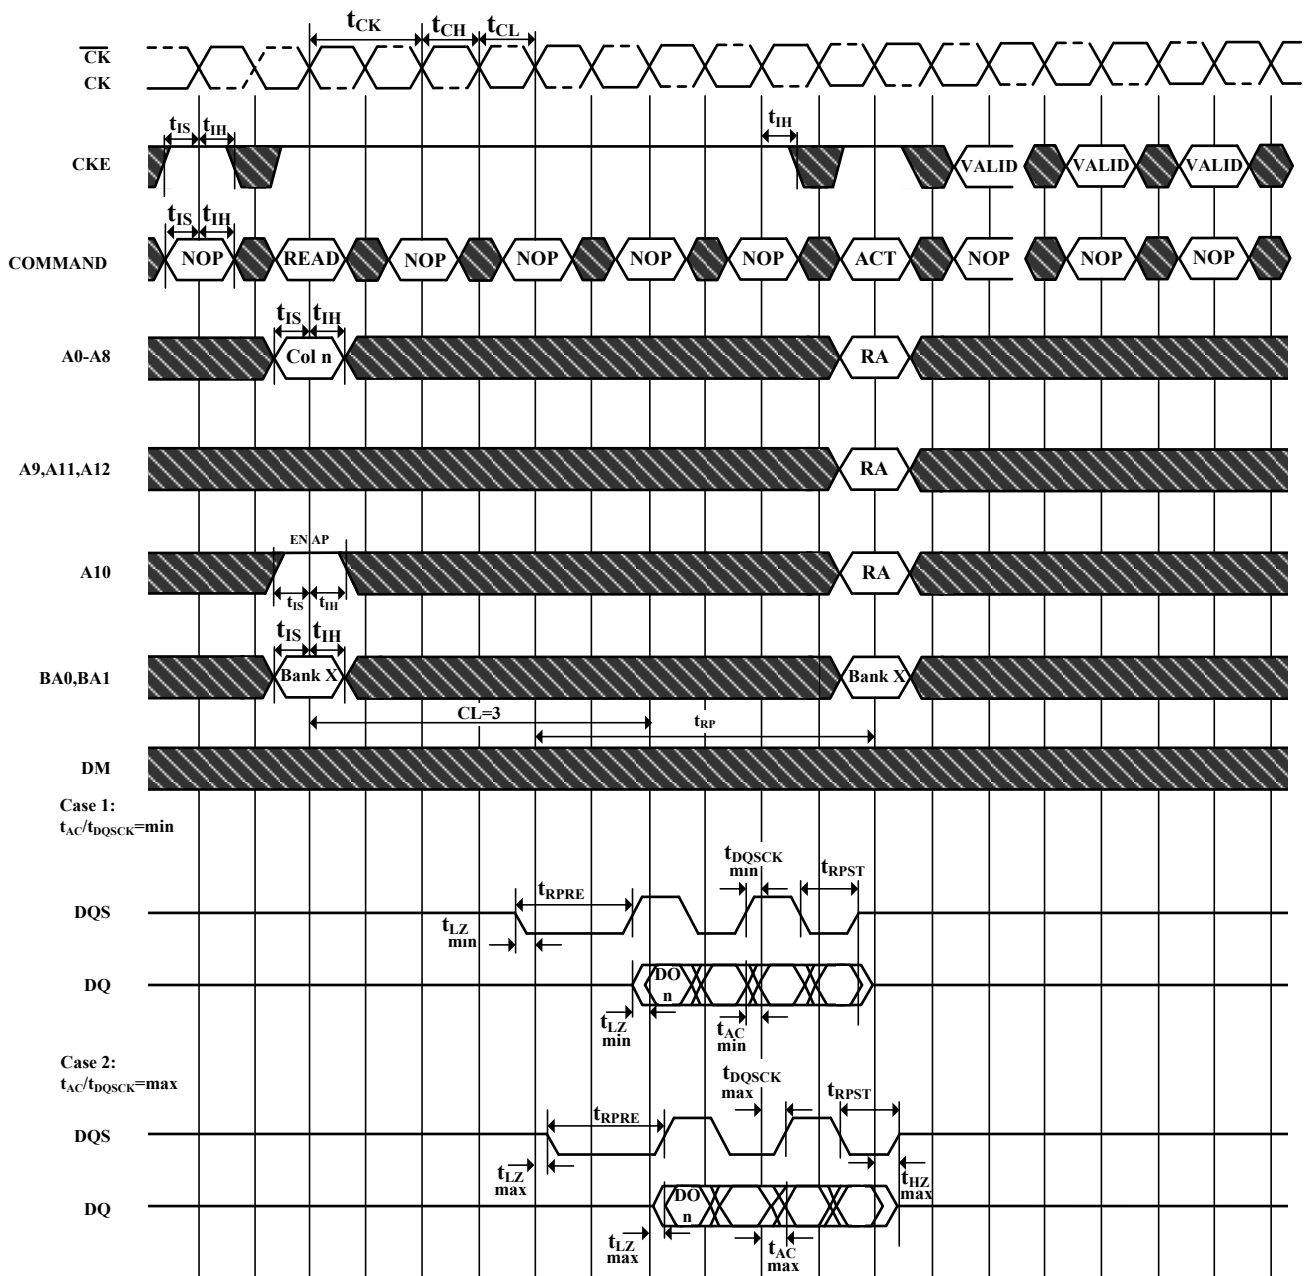 tCK tCH tCL
CK
CK
tIS tIH tIH
CKE VALID VALID VALID
tIS tIH
COMMAND NOP READ NOP NOP NOP NOP ACT NOP NOP NOP
tIS tIH
A0-A8 Col n RA
A9,A11,A12 RA
EN AP
A10 RA
tIS tIH
tIS tIH
BA0,BA1 Bank X Bank X
CL=3 tRP
DM
Case 1:
tAC/tDQSCK=min
tDQSCK min tRPST
tRPRE
DQS
tLZ min
DQ DO n
tLZ min tAC min
Case 2:
tAC/tDQSCK=max
tDQSCK max tRPST
tRPRE
DQS
tLZ max tHZ max
DQ DO n
tLZ max tAC max